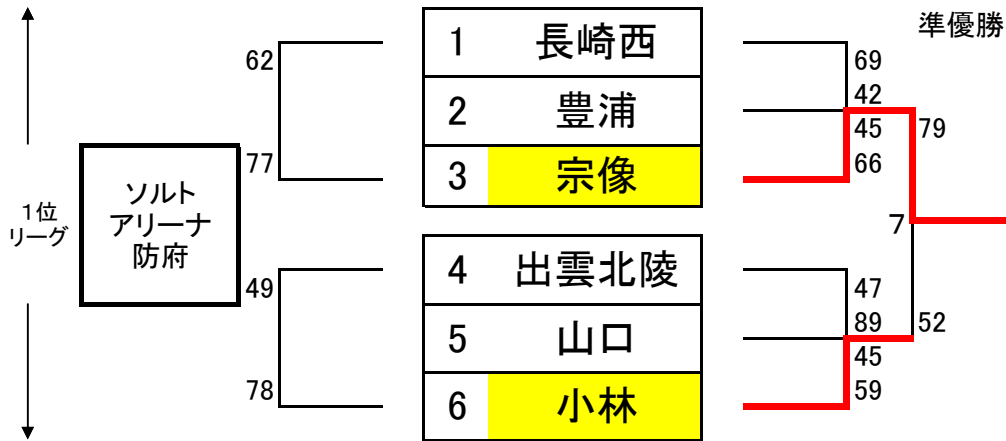 準優勝
1 長崎西
2 豊浦
3 宗像
4 出雲北陵
5 山口
6 小林
1位
リーグ
ソルト
アリーナ
防府
62
77
49
78
69
42
45
66
79
7
47
89
45
59
52